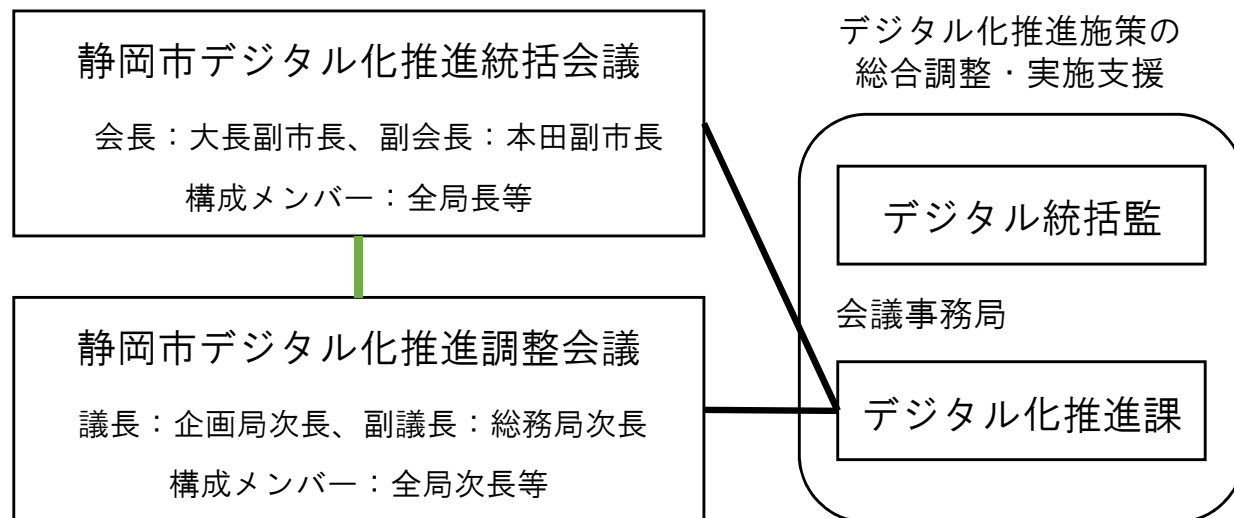 静岡市デジタル化推進統括会議
会長：大長副市長、副会長：本田副市長
構成メンバー：全局長等
静岡市デジタル化推進調整会議
議長：企画局次長、副議長：総務局次長
構成メンバー：全局次長等
デジタル化推進施策の
総合調整・実施支援
デジタル統括監
会議事務局
デジタル化推進課